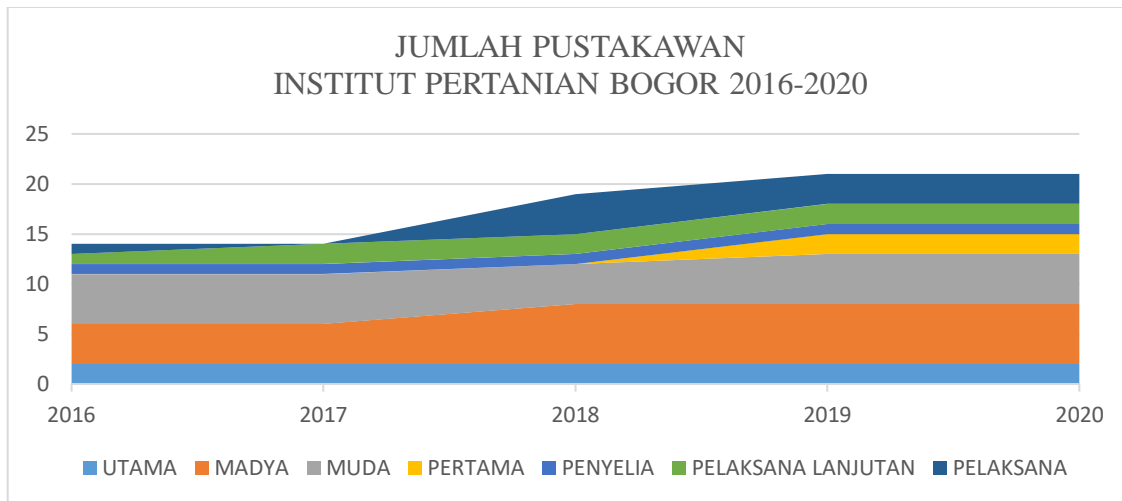 JUMLAH PUSTAKAWAN
INSTITUT PERTANIAN BOGOR 2016-2020
25
20
15
10
5
0
2016 2017 2018 2019 2020
UTAMA MADYA MUDA PERTAMA PENYELIA PELAKSANA LANJUTAN PELAKSANA